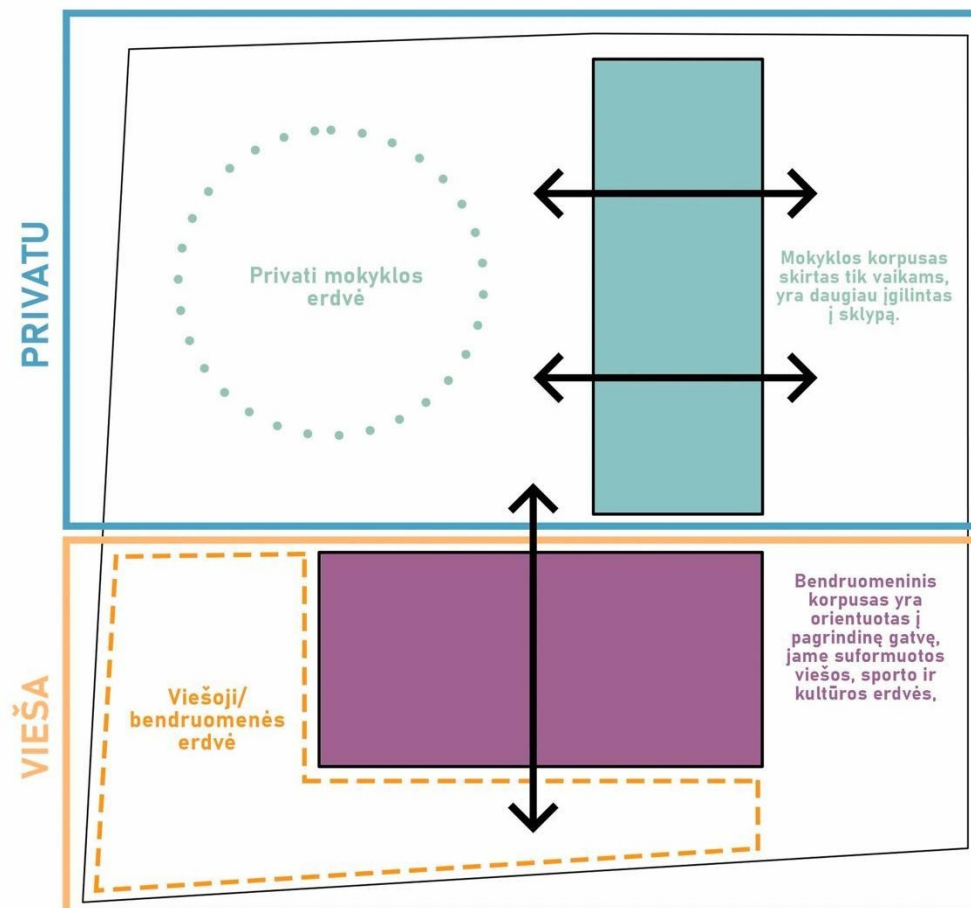 PRIVATU
Privati mokyklos
erdvė
Mokyklos korpusas
skirtas tik vaikams,
yra daugiau įgilintas
į sklypą.
VIEŠA
Viešoji/
bendruomenės
erdvė
Bendruomeninis
korpusas yra
orientuotas į
pagrindinę gatvę,
jame suformuotos
viešos, sporto ir
kultūros erdvės,